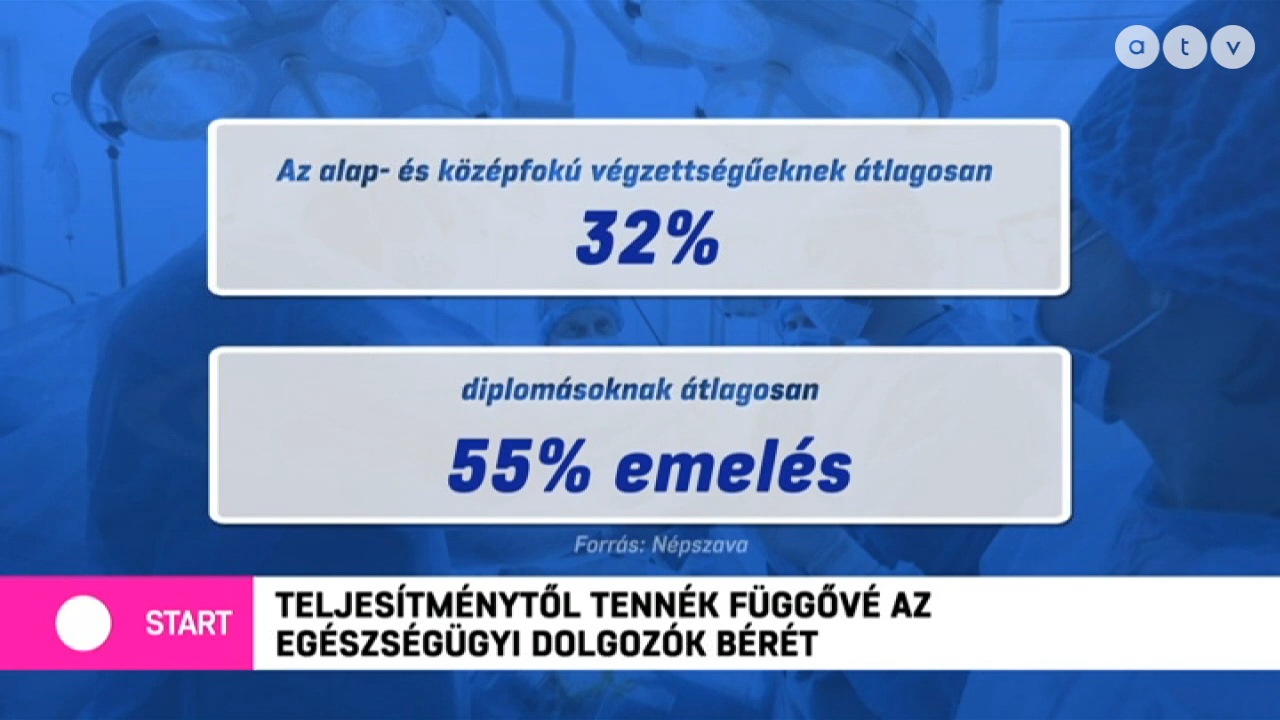 atv
Az alap- és középfokú végzettségűeknek átlagosan
32%
diplomásoknak átlagosan
55% emelés
Forrás: Népszava
START
TELJESÍTMÉNYTŐL TENNÉK FÜGGŐVÉ AZ
EGÉSZSÉGÜGYI DOLGOZÓK BÉRÉT